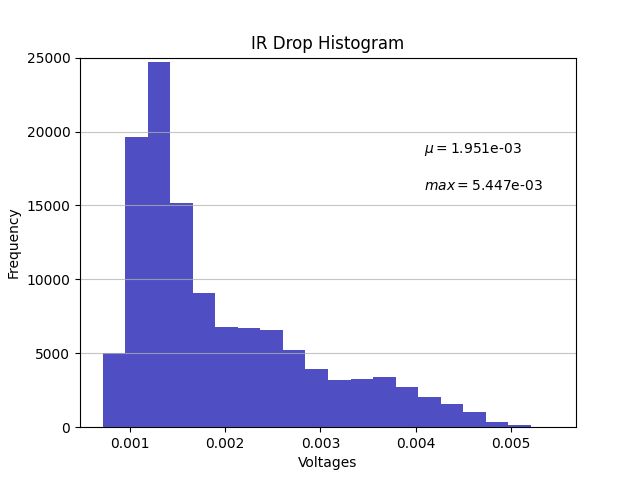 IR Drop Histogram
25000
20000
15000
10000
5000
0
Frequency
μ = 1.951e-03
max = 5.447e-03
0.001 0.002 0.003 0.004 0.005
Voltages